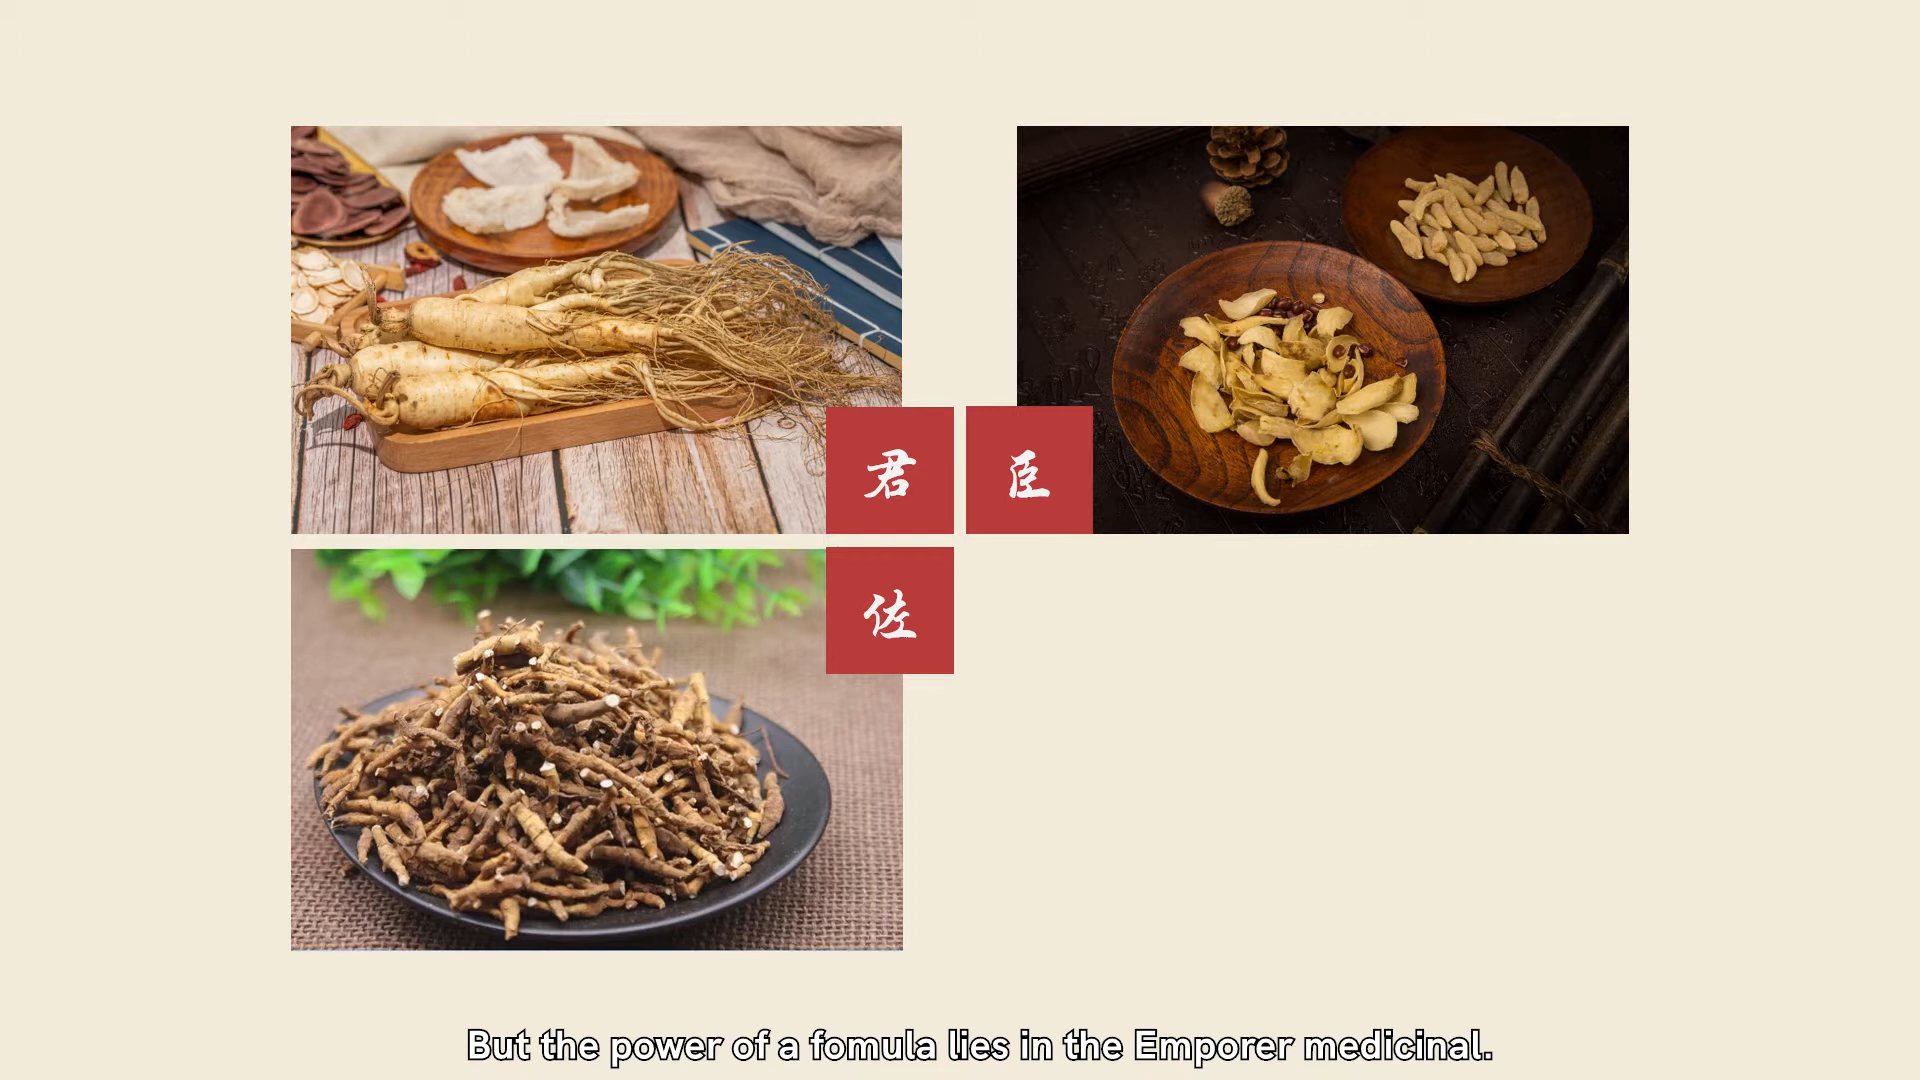 君
臣
佐
But the power of a fomula lies in the Emporer medicinal.